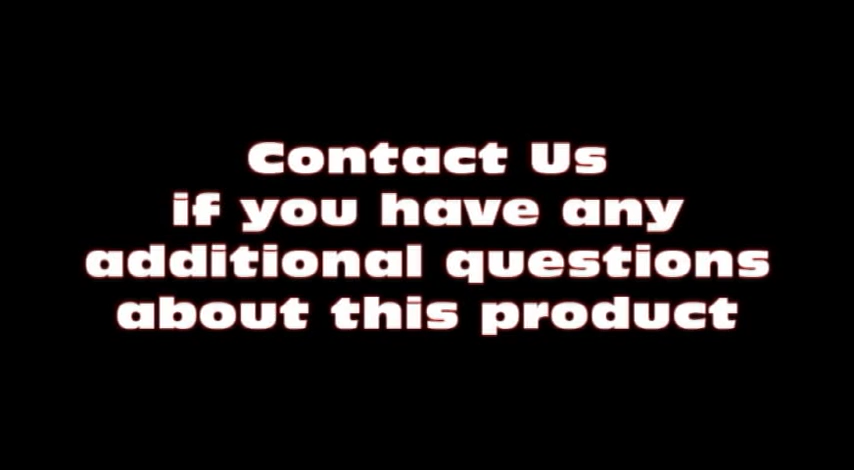 Contact Us
if you have any
additional questions
about this product